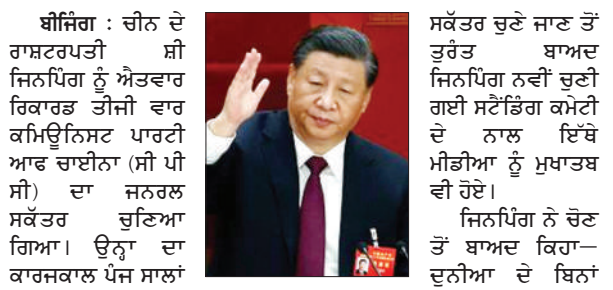 ਬੀਜਿੰਗ : ਚੀਨ ਦੇ
ਰਾਸ਼ਟਰਪਤੀ ਸ਼ੀ
ਜਿਨਪਿੰਗ ਨੂੰ ਐਤਵਾਰ
ਰਿਕਾਰਡ ਤੀਜੀ ਵਾਰ
ਕਮਿਊਨਿਸਟ ਪਾਰਟੀ
ਆਫ ਚਾਈਨਾ (ਸੀ ਪੀ
ਸੀ) ਦਾ ਜਨਰਲ
ਸਕੱਤਰ ਚੁਣਿਆ
ਗਿਆ। ਉਨ੍ਹਾ ਦਾ
ਕਾਰਜਕਾਲ ਪੰਜ ਸਾਲਾਂ
ਸਕੱਤਰ ਚੁਣੇ ਜਾਣ ਤੋਂ
ਤੁਰੰਤ ਬਾਅਦ
ਜਿਨਪਿੰਗ ਨਵੀਂ ਚੁਣੀ
ਗਈ ਸਟੈਂਡਿੰਗ ਕਮੇਟੀ
ਦੇ ਨਾਲ ਇੱਥੇ
ਮੀਡੀਆ ਨੂੰ ਮੁਖਾਤਬ
ਵੀ ਹੋਏ।
ਜਿਨਪਿੰਗ ਨੇ ਚੋਣ
ਤੋਂ ਬਾਅਦ ਕਿਹਾ—
ਦੁਨੀਆ ਦੇ ਬਿਨਾਂ